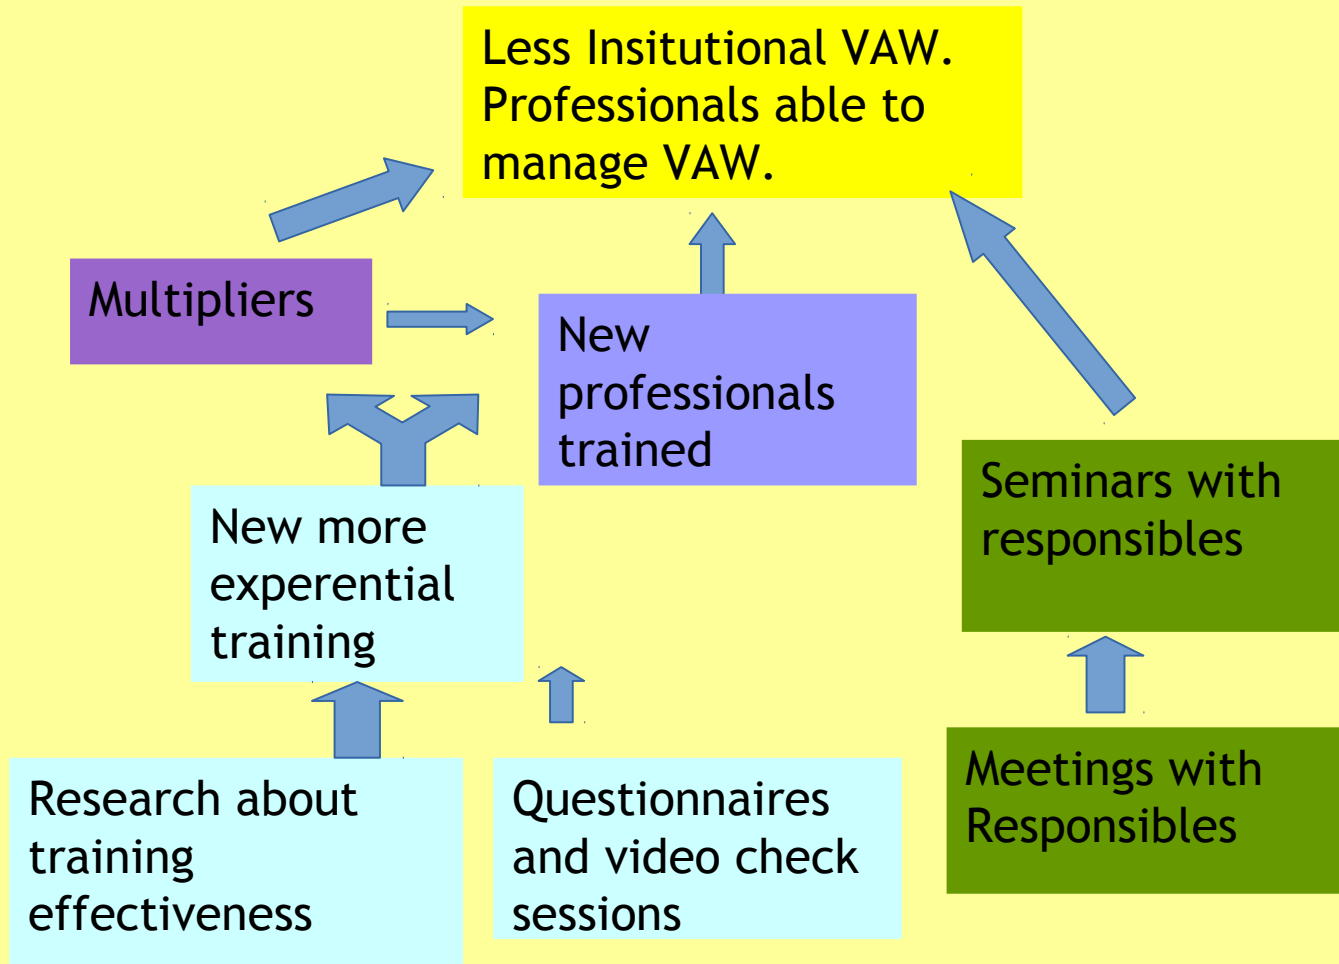 Less Insitutional VAW.
Professionals able to
manage VAW.
Multipliers
New
professionals
trained
Seminars with
responsibles
New more
experential
training
Meetings with
Responsibles
Research about
training
effectiveness
Questionnaires
and video check
sessions